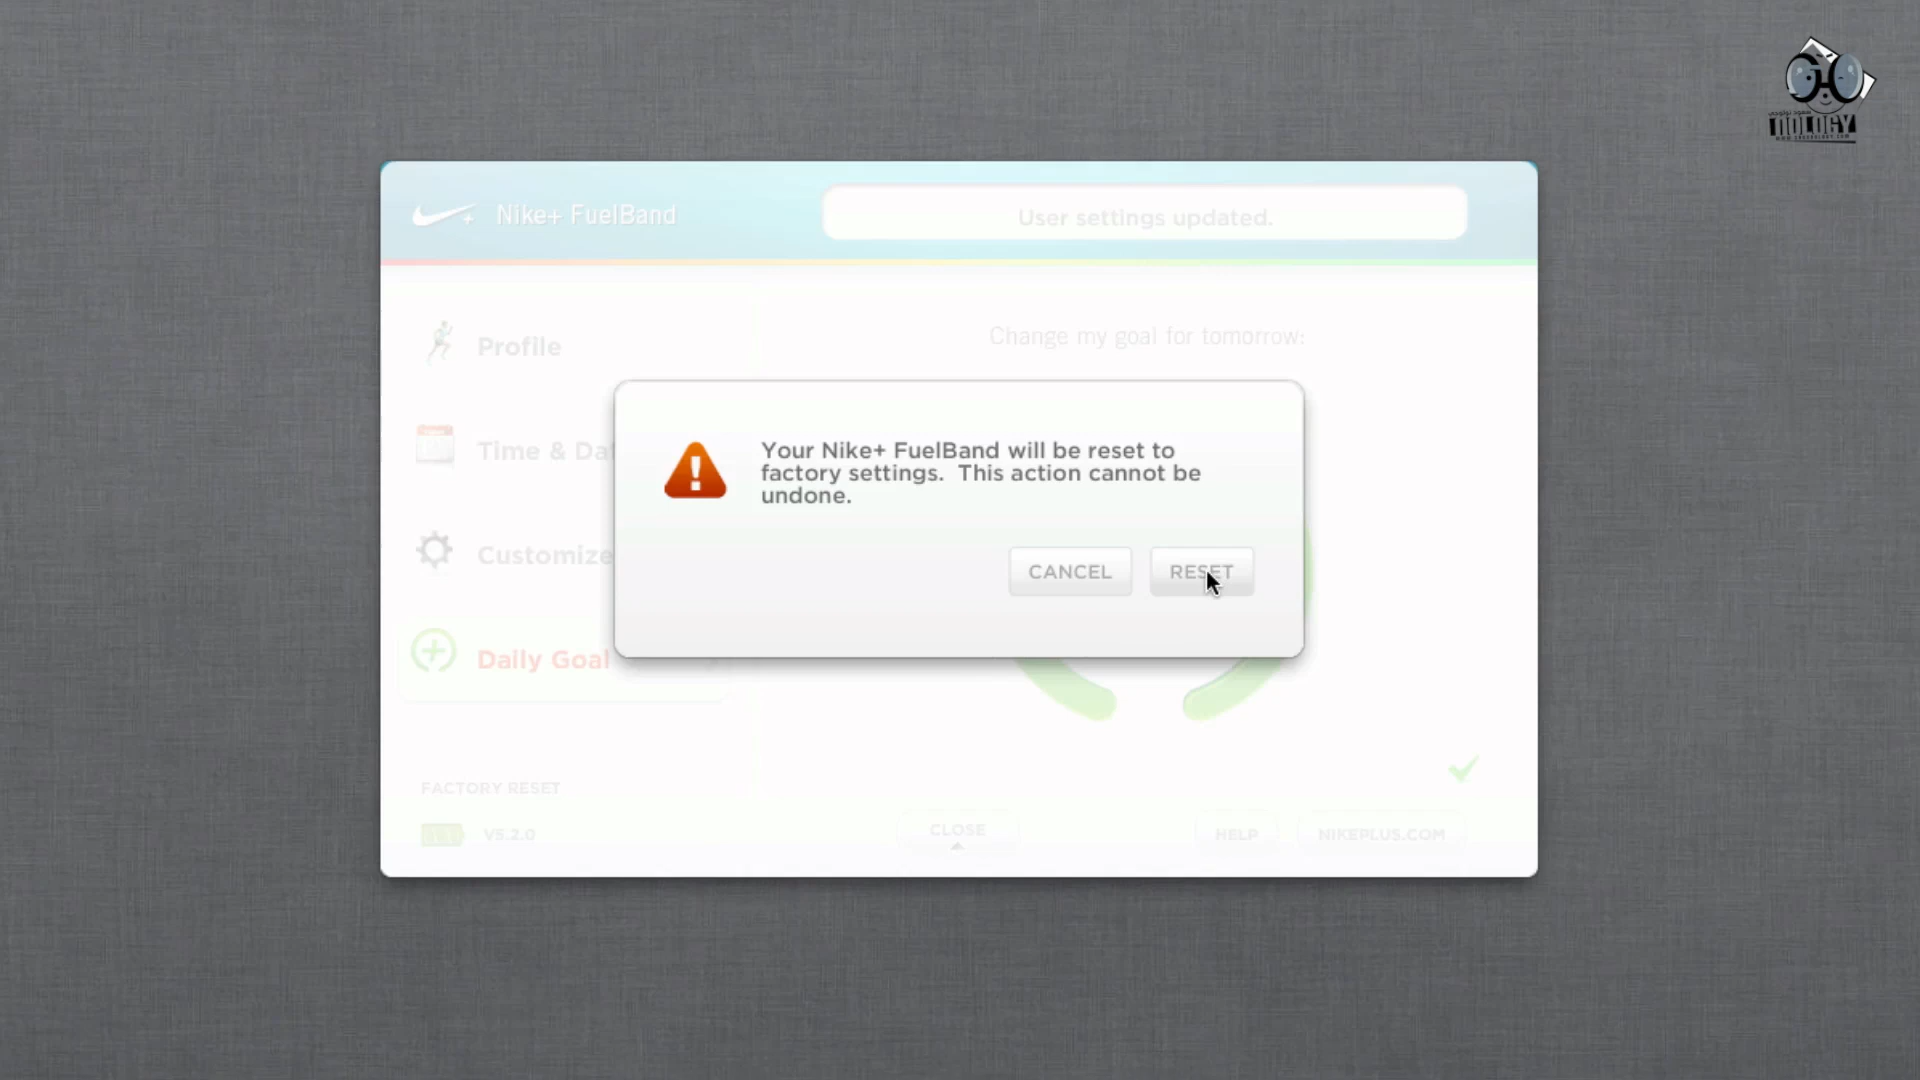 NOLOGY
Nike+ FuelBand
User settings updated.
Profile
Change my goal for tomorrow:
Time & Da
Your Nike+ FuelBand will be reset to
factory settings.  This action cannot be
undone.
Customize
CANCEL
RESET
Daily Goal
FACTORY RESET
V5.2.0
CLOSE
HELP
NIKEPLUS.COM